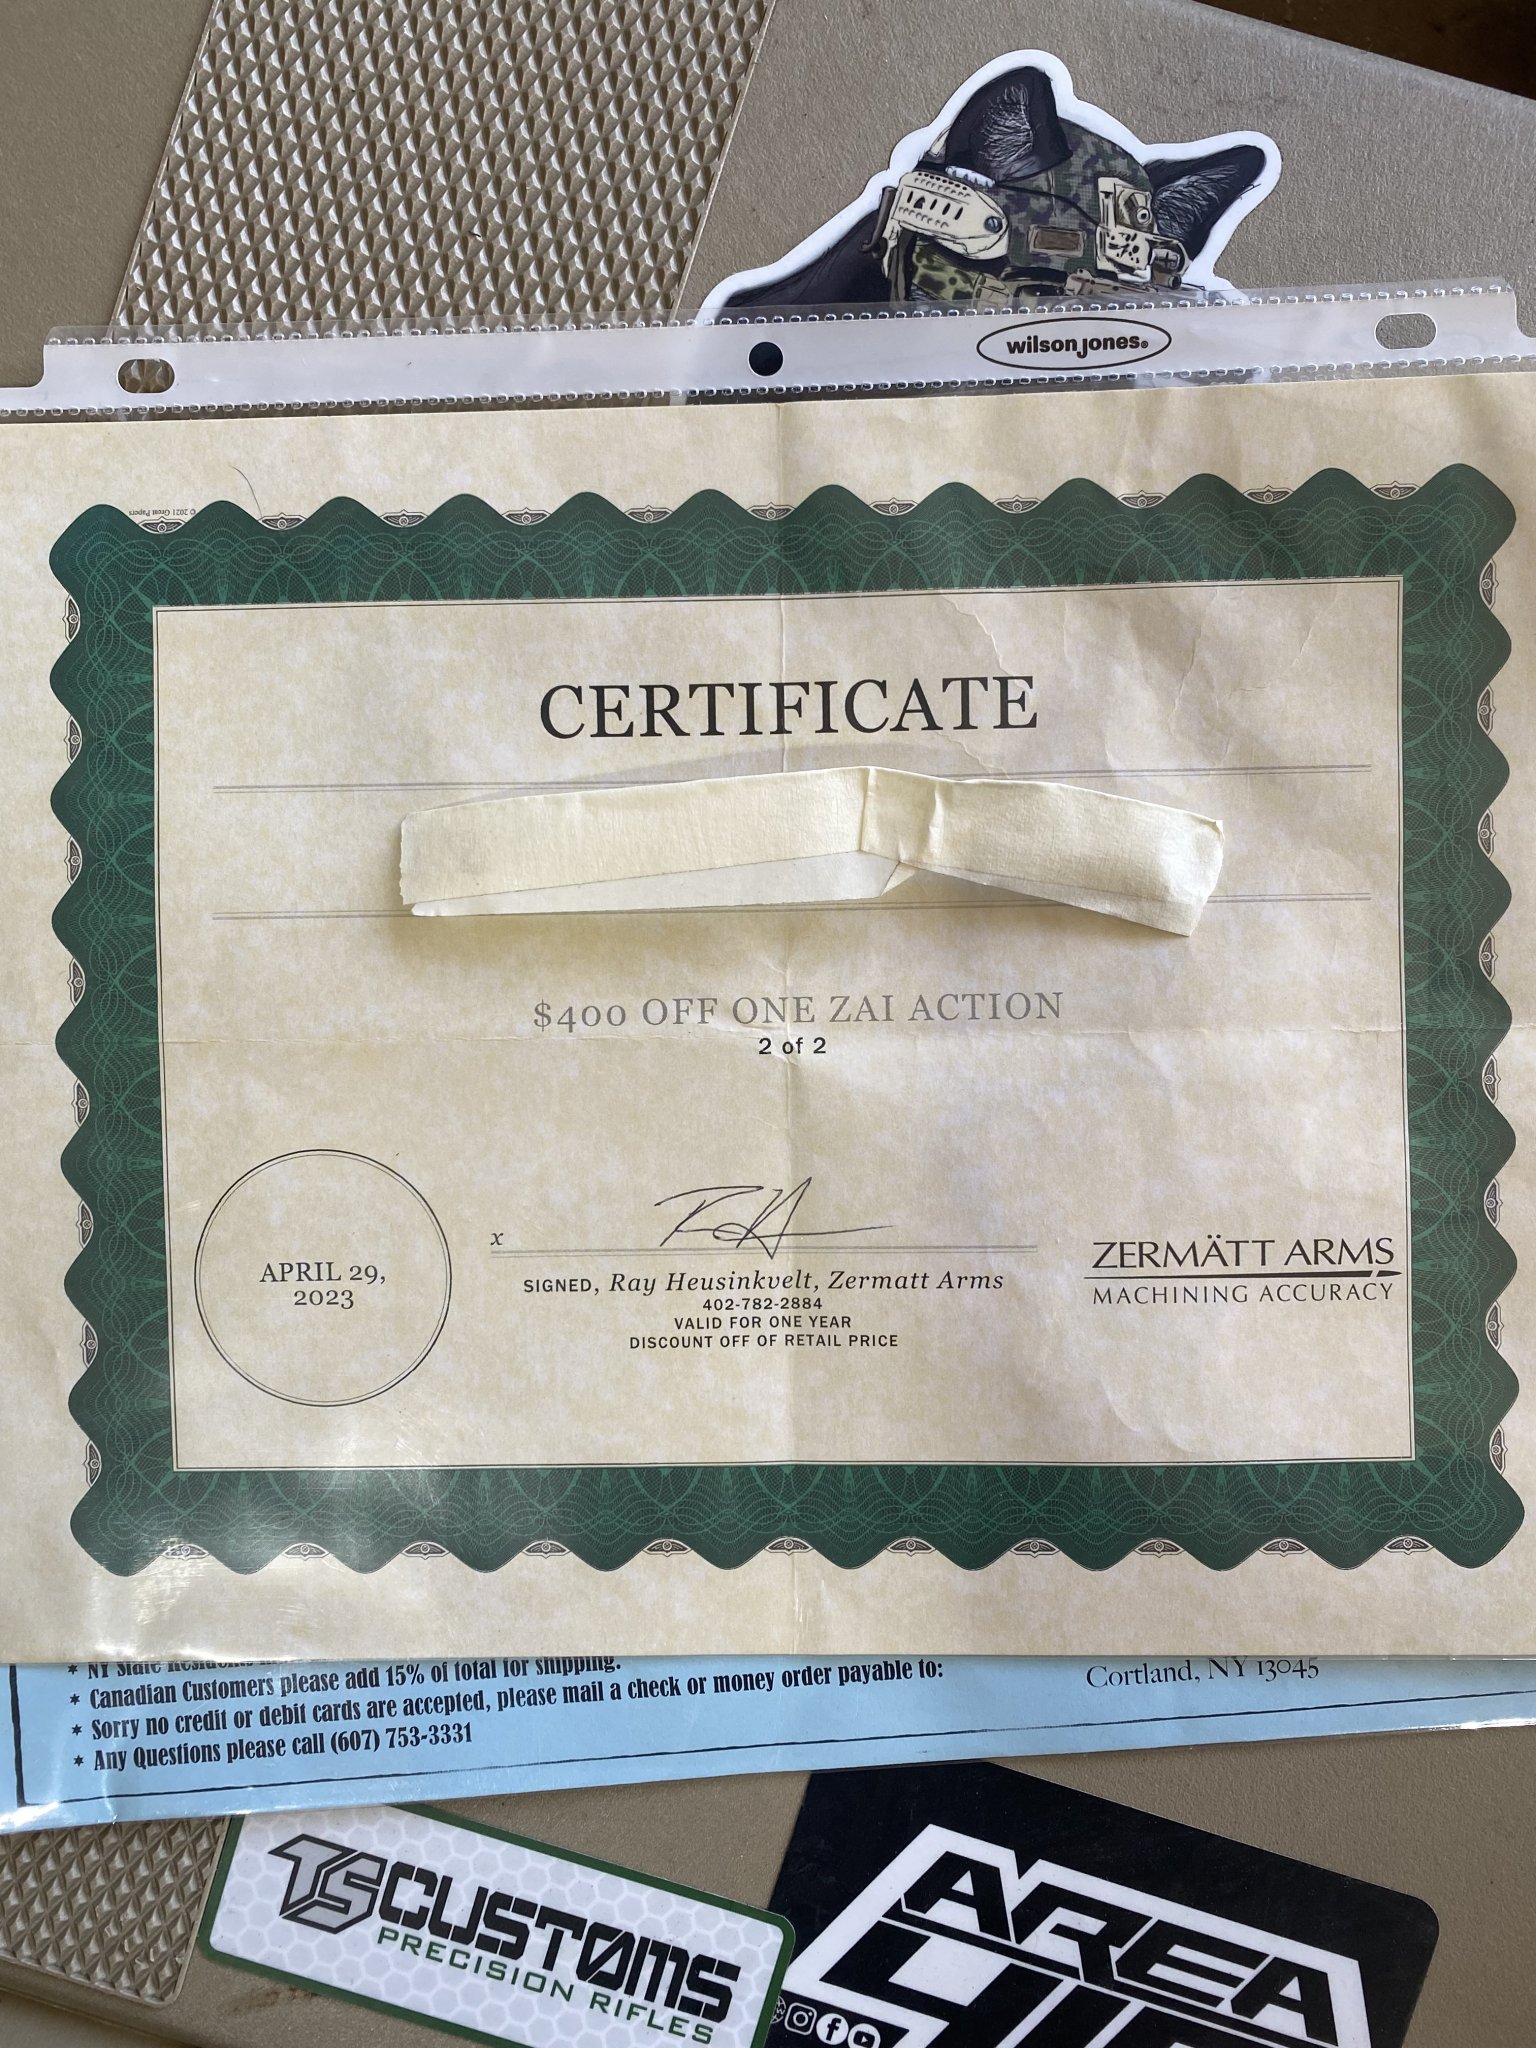 wilsonjones®
© 2021 Great Papers
CERTIFICATE
$400 OFF ONE ZAI ACTION
2 of 2
APRIL 29,
2023
x
SIGNED, Ray Heusinkvelt, Zermatt Arms
402-782-2884
VALID FOR ONE YEAR
DISCOUNT OFF OF RETAIL PRICE
ZERMÄTT ARMS
MACHINING ACCURACY
* NY State Residents
* Canadian Customers please add 15% of total for shipping.
* Sorry no credit or debit cards are accepted, please mail a check or money order payable to:
* Any Questions please call (607) 753-3331
Cortland, NY 13045
TS CUSTOMS
PRECISION RIFLES
AREA